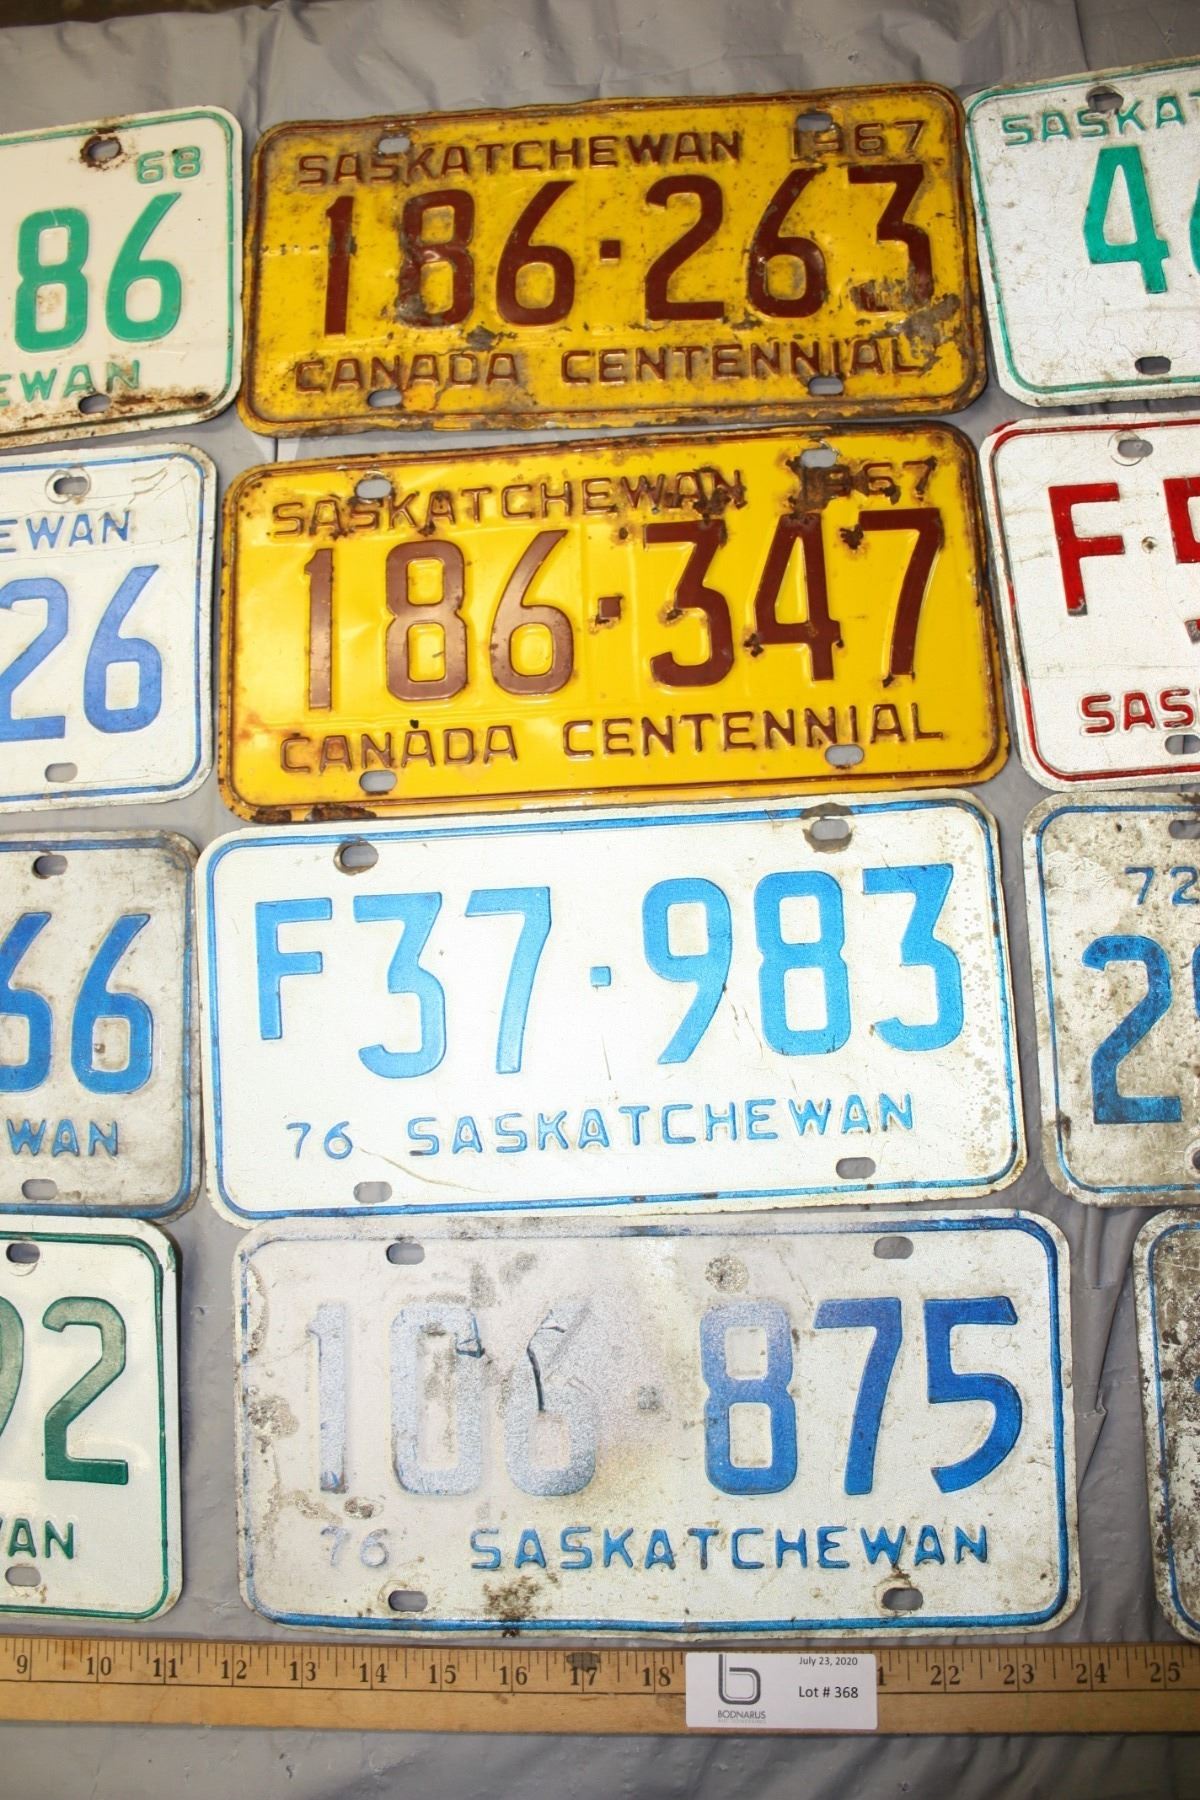 68
86
EWAN
SASKATCHEWAN 1967
186·263
CANADA CENTENNIAL
SASKA
4
EWAN
26
SASKATCHEWAN 1967
186·347
CANADA CENTENNIAL
F
SAS
66
WAN
F37·983
76 SASKATCHEWAN
72
2
92
AN
106·875
76 SASKATCHEWAN
9 10 11 12 13 14 15 16 17 18 22 23 24 25
July 23, 2020
Lot # 368
BODNARUS